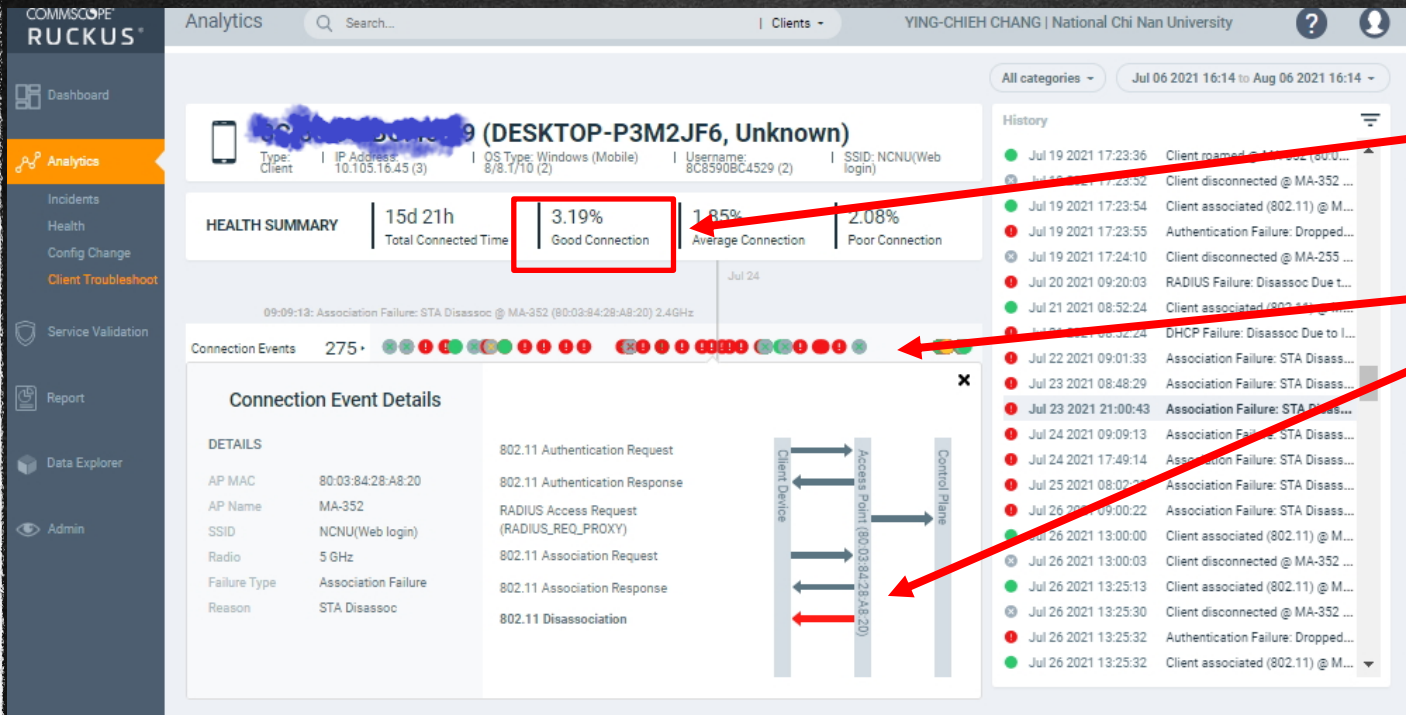 COMMSCOPE
RUCKUS
Analytics
Search...
| Clients
YING-CHIEH CHANG | National Chi Nan University
?
Dashboard
Analytics
Incidents
Health
Config Change
Client Troubleshoot
Service Validation
Report
Data Explorer
Admin
All categories
Jul 06 2021 16:14 to Aug 06 2021 16:14
9 (DESKTOP-P3M2JF6, Unknown)
Type: Client
| IP Address: 10.105.16.45 (3)
| OS Type: Windows (Mobile) 8/8.1/10 (2)
| Username: 8C8590BC4529 (2)
| SSID: NCNU(Web login)
HEALTH SUMMARY
15d 21h
Total Connected Time
3.19%
Good Connection
1.85%
Average Connection
2.08%
Poor Connection
Jul 24
09:09:13: Association Failure: STA Disassoc @ MA-352 (80:03:84:28:A8:20) 2.4GHz
Connection Events 275
Connection Event Details
DETAILS
AP MAC 80:03:84:28:A8:20
AP Name MA-352
SSID NCNU(Web login)
Radio 5 GHz
Failure Type Association Failure
Reason STA Disassoc
802.11 Authentication Request
802.11 Authentication Response
RADIUS Access Request
(RADIUS_REQ_PROXY)
802.11 Association Request
802.11 Association Response
802.11 Disassociation
Client Device
Access Point (80:03:84:28:A8:20)
Control Plane
History
Jul 19 2021 17:23:36 Client roamed @ MA-352 (80:0...
2021 17:23:52 Client disconnected @ MA-352 ...
Jul 19 2021 17:23:54 Client associated (802.11) @ M...
Jul 19 2021 17:23:55 Authentication Failure: Dropped...
Jul 19 2021 17:24:10 Client disconnected @ MA-255 ...
Jul 20 2021 09:20:03 RADIUS Failure: Disassoc Due t...
Jul 21 2021 08:52:24 Client associated (802.11) @ M...
2021 08:52:24 DHCP Failure: Disassoc Due to I...
Jul 22 2021 09:01:33 Association Failure: STA Disass...
Jul 23 2021 08:48:29 Association Failure: STA Disass...
Jul 23 2021 21:00:43 Association Failure: STA Disass...
Jul 24 2021 09:09:13 Association Failure: STA Disass...
Jul 24 2021 17:49:14 Association Failure: STA Disass...
Jul 25 2021 Association Failure: STA Disass...
Jul 26 2021 09:00:22 Association Failure: STA Disass...
Jul 26 2021 13:00:00 Client associated (802.11) @ M...
Jul 26 2021 13:00:03 Client disconnected @ MA-352 ...
Jul 26 2021 13:25:13 Client associated (802.11) @ M...
Jul 26 2021 13:25:30 Client disconnected @ MA-352 ...
Jul 26 2021 13:25:32 Authentication Failure: Dropped...
Jul 26 2021 13:25:32 Client associated (802.11) @ M...